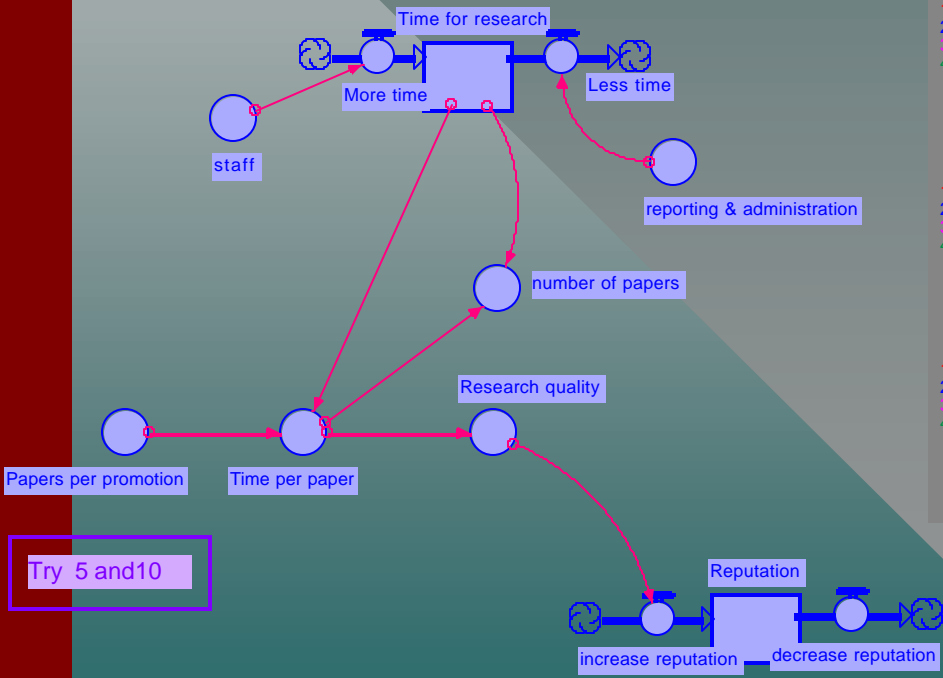 Time for research
More time
Less time
staff
reporting & administration
number of papers
Research quality
Papers per promotion
Time per paper
Try 5 and10
Reputation
increase reputation
decrease reputation